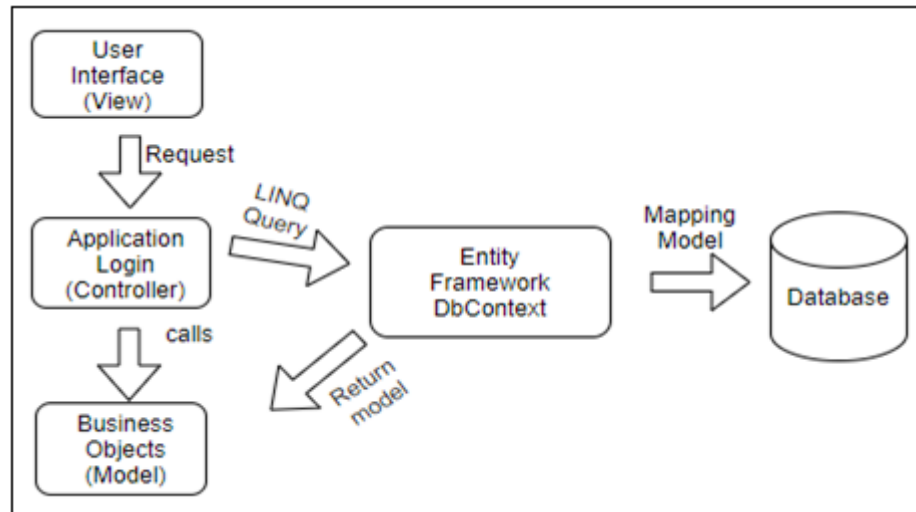 User
Interface
(View)
Request
LINQ
Query
Application
Login
(Controller)
Entity
Framework
DbContext
Mapping
Model
Database
calls
Return
model
Business
Objects
(Model)